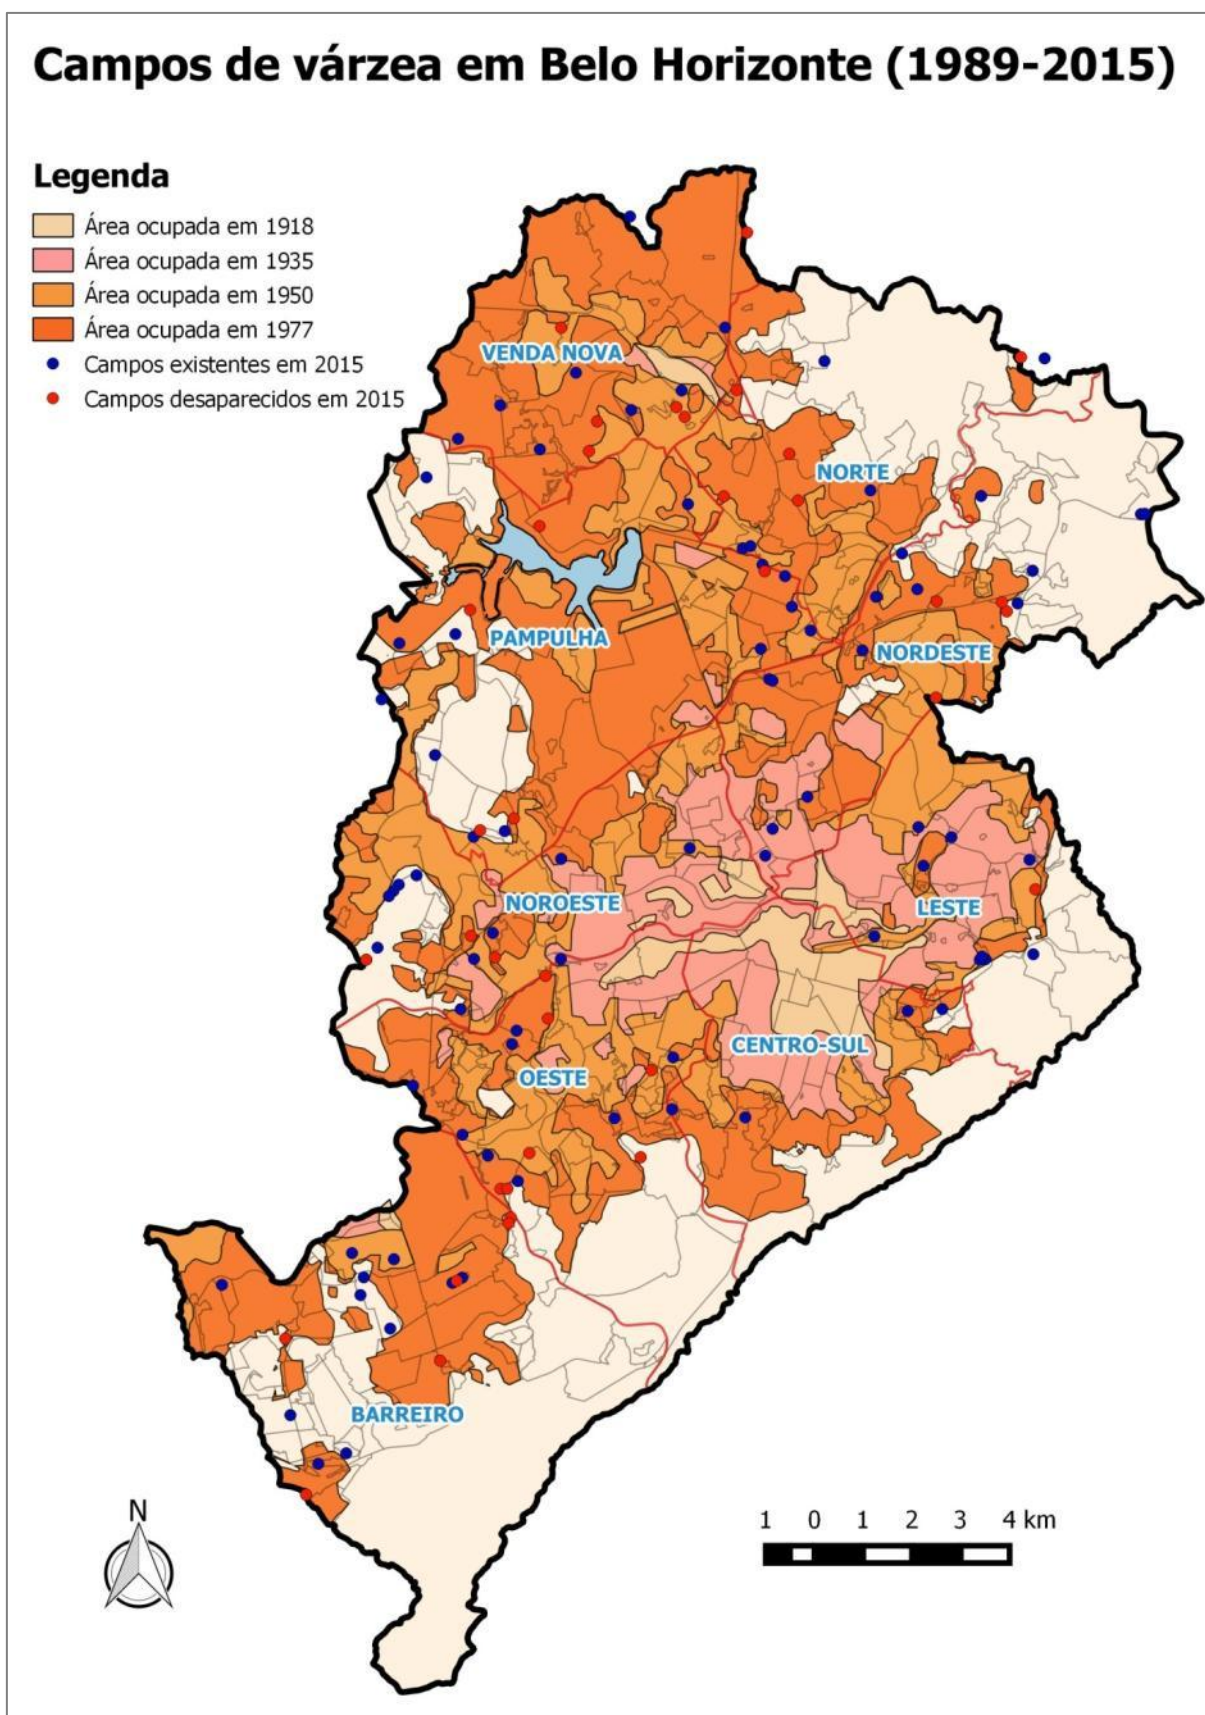 Campos de várzea em Belo Horizonte (1989-2015)
Legenda
Área ocupada em 1918
Área ocupada em 1935
Área ocupada em 1950
Área ocupada em 1977
Campos existentes em 2015
Campos desaparecidos em 2015
VENDA NOVA
NORTE
PAMPULHA
NORDESTE
NOROESTE
LESTE
CENTRO-SUL
OESTE
BARREIRO
N
1 0 1 2 3 4 km